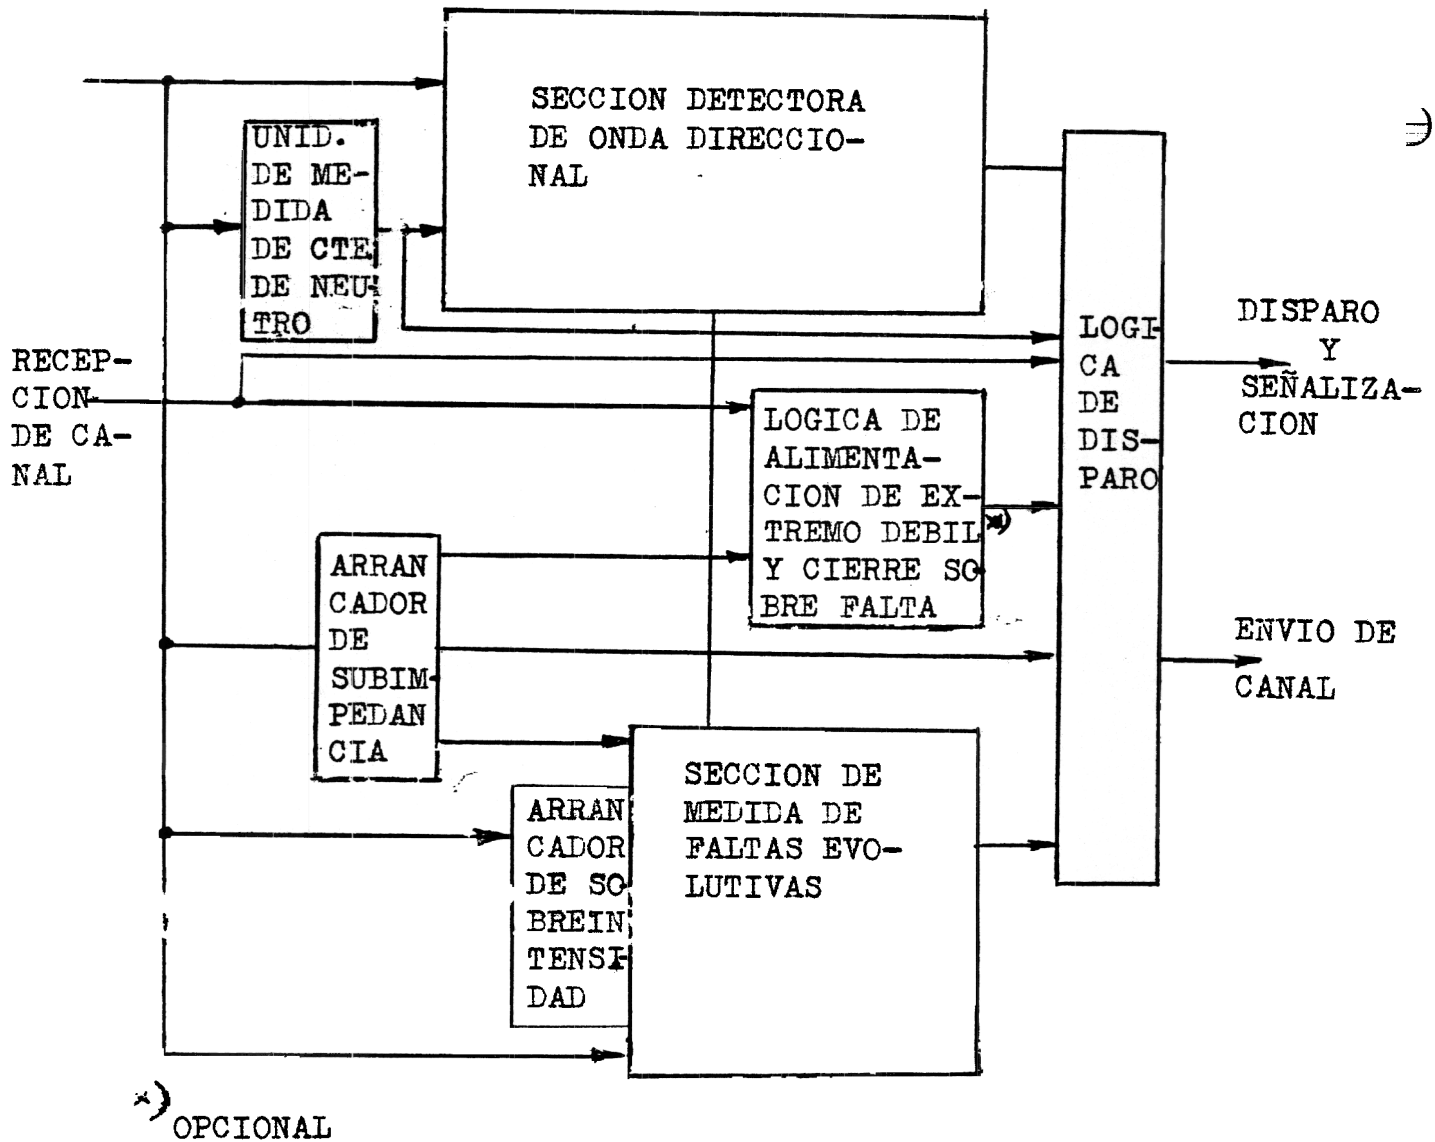 SECCION DETECTORA
DE ONDA DIRECCIO-
NAL
UNID.
DE ME-
DIDA
DE CTE
DE NEU-
TRO
RECEP-
CION
DE CA-
NAL
LOGI-
CA
DE
DIS-
PARO
DISPARO
Y
SEÑALIZA-
CION
LOGICA DE
ALIMENTA-
CION DE EX-
TREMO DEBIL
Y CIERRE SO
BRE FALTA
x)
ARRAN
CADOR
DE
SUBIM-
PEDAN
CIA
ENVIO DE
CANAL
SECCION DE
MEDIDA DE
FALTAS EVO-
LUTIVAS
ARRAN
CADOR
DE SO
BREIN
TENSI-
DAD
x) OPCIONAL